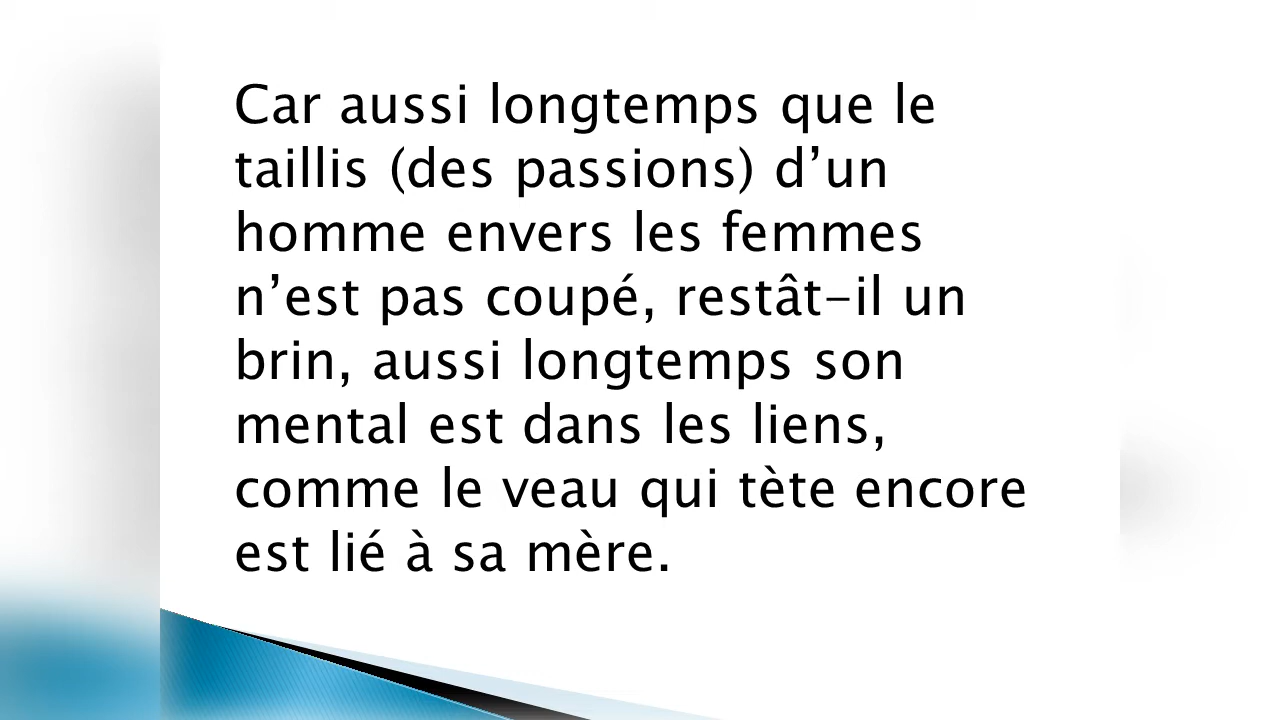 Car aussi longtemps que le
taillis (des passions) d’un
homme envers les femmes
n’est pas coupé, restât-il un
brin, aussi longtemps son
mental est dans les liens,
comme le veau qui tète encore
est lié à sa mère.